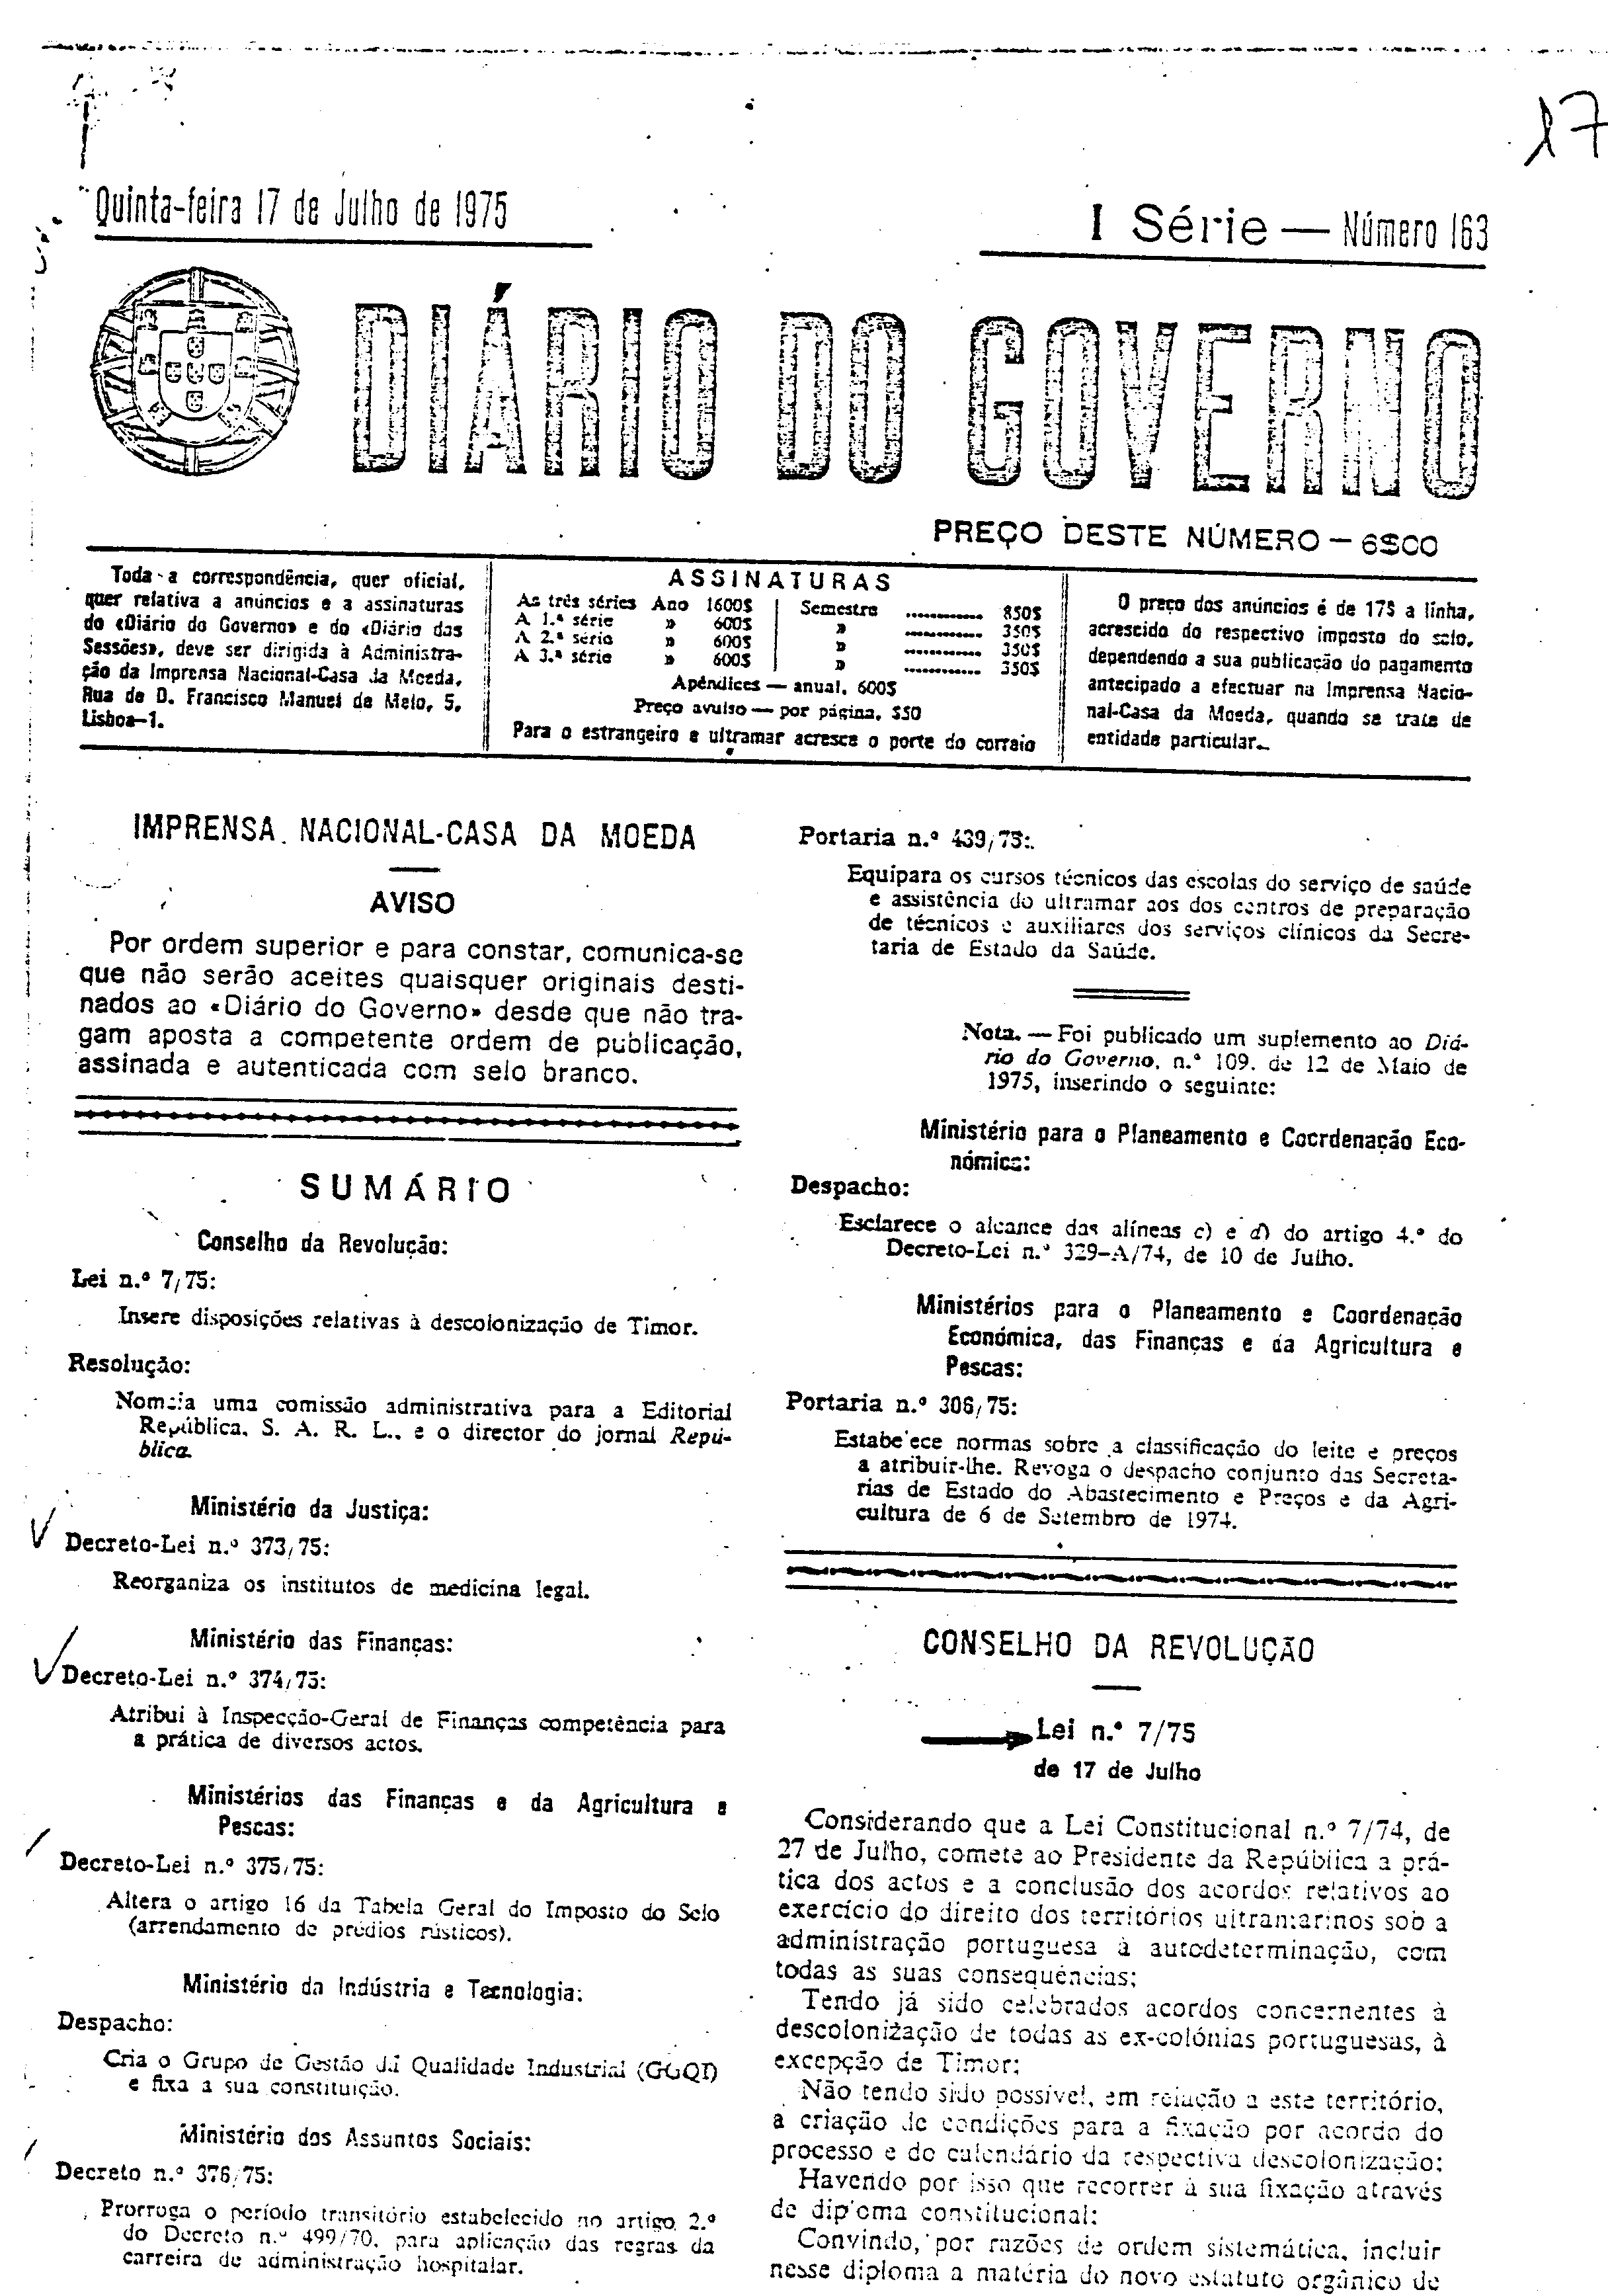 17
Quinta-feira 17 de Julho de 1975
I Série — Número 163
DIÁRIO DO GOVERNO
PREÇO DESTE NÚMERO — 6$00
Toda a correspondência, quer oficial,
quer relativa a anúncios e a assinaturas
do «Diário do Governo» e do «Diário das
Sessões», deve ser dirigida à Administra-
ção da Imprensa Nacional-Casa da Moeda,
Rua de D. Francisco Manuel de Melo, 5,
Lisboa-1.
ASSINATURAS
As três séries Ano 1600$ Semestre ............ 850$
A 1.ª série » 600$ » ............ 350$
A 2.ª série » 600$ » ............ 350$
A 3.ª série » 600$ » ............ 350$
Apêndices — anual, 600$
Preço avulso — por página, $50
Para o estrangeiro e ultramar acresce o porte do correio
O preço dos anúncios é de 17$ a linha,
acrescido do respectivo imposto do selo,
dependendo a sua publicação do pagamento
antecipado a efectuar na Imprensa Nacio-
nal-Casa da Moeda, quando se trate de
entidade particular.
IMPRENSA NACIONAL-CASA DA MOEDA
AVISO
Por ordem superior e para constar, comunica-se
que não serão aceites quaisquer originais desti-
nados ao «Diário do Governo» desde que não tra-
gam aposta a competente ordem de publicação,
assinada e autenticada com selo branco.
SUMÁRIO
Conselho da Revolução:
Lei n.º 7/75:
Insere disposições relativas à descolonização de Timor.
Resolução:
Nomeia uma comissão administrativa para a Editorial
República, S. A. R. L., e o director do jornal Repú-
blica.
Ministério da Justiça:
Decreto-Lei n.º 373/75:
Reorganiza os institutos de medicina legal.
Ministério das Finanças:
Decreto-Lei n.º 374/75:
Atribui à Inspecção-Geral de Finanças competência para
a prática de diversos actos.
Ministérios das Finanças e da Agricultura e
Pescas:
Decreto-Lei n.º 375/75:
Altera o artigo 16 da Tabela Geral do Imposto do Selo
(arrendamento de prédios rústicos).
Ministério da Indústria e Tecnologia:
Despacho:
Cria o Grupo de Gestão da Qualidade Industrial (GGQI)
e fixa a sua constituição.
Ministério dos Assuntos Sociais:
Decreto n.º 376/75:
Prorroga o período transitório estabelecido no artigo 2.º
do Decreto n.º 499/70, para aplicação das regras da
carreira de administração hospitalar.
Portaria n.º 439/75:
Equipara os cursos técnicos das escolas do serviço de saúde
e assistência do ultramar aos dos centros de preparação
de técnicos e auxiliares dos serviços clínicos da Secre-
taria de Estado da Saúde.
Nota. — Foi publicado um suplemento ao Diá-
rio do Governo, n.º 109, de 12 de Maio de
1975, inserindo o seguinte:
Ministério para o Planeamento e Coordenação Eco-
nómica:
Despacho:
Esclarece o alcance das alíneas c) e d) do artigo 4.º do
Decreto-Lei n.º 329-A/74, de 10 de Julho.
Ministérios para o Planeamento e Coordenação
Económica, das Finanças e da Agricultura e
Pescas:
Portaria n.º 306/75:
Estabelece normas sobre a classificação do leite e preços
a atribuir-lhe. Revoga o despacho conjunto das Secreta-
rias de Estado do Abastecimento e Preços e da Agri-
cultura de 6 de Setembro de 1974.
CONSELHO DA REVOLUÇÃO
Lei n.º 7/75
de 17 de Julho
Considerando que a Lei Constitucional n.º 7/74, de
27 de Julho, comete ao Presidente da República a prá-
tica dos actos e a conclusão dos acordos relativos ao
exercício do direito dos territórios ultramarinos sob a
administração portuguesa à autodeterminação, com
todas as suas consequências;
Tendo já sido celebrados acordos concernentes à
descolonização de todas as ex-colónias portuguesas, à
excepção de Timor;
Não tendo sido possível, em relação a este território,
a criação de condições para a fixação por acordo do
processo e do calendário da respectiva descolonização;
Havendo por isso que recorrer à sua fixação através
de diploma constitucional;
Convindo, por razões de ordem sistemática, incluir
nesse diploma a matéria do novo estatuto orgânico de